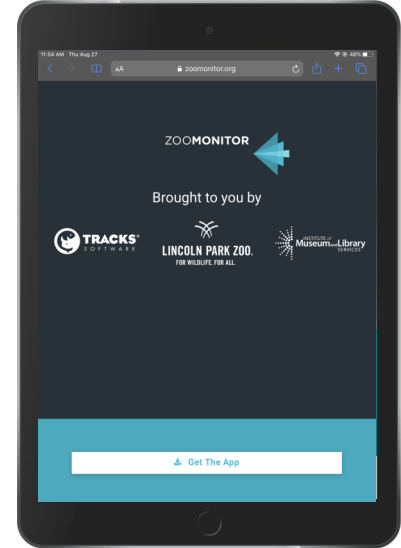 11:54 AM Thu Aug 27
48%
AA
zoomonitor.org
ZOOMONITOR
Brought to you by
TRACKS
SOFTWARE
LINCOLN PARK ZOO.
FOR WILDLIFE. FOR ALL.
INSTITUTE of
Museum and Library
SERVICES
Get The App